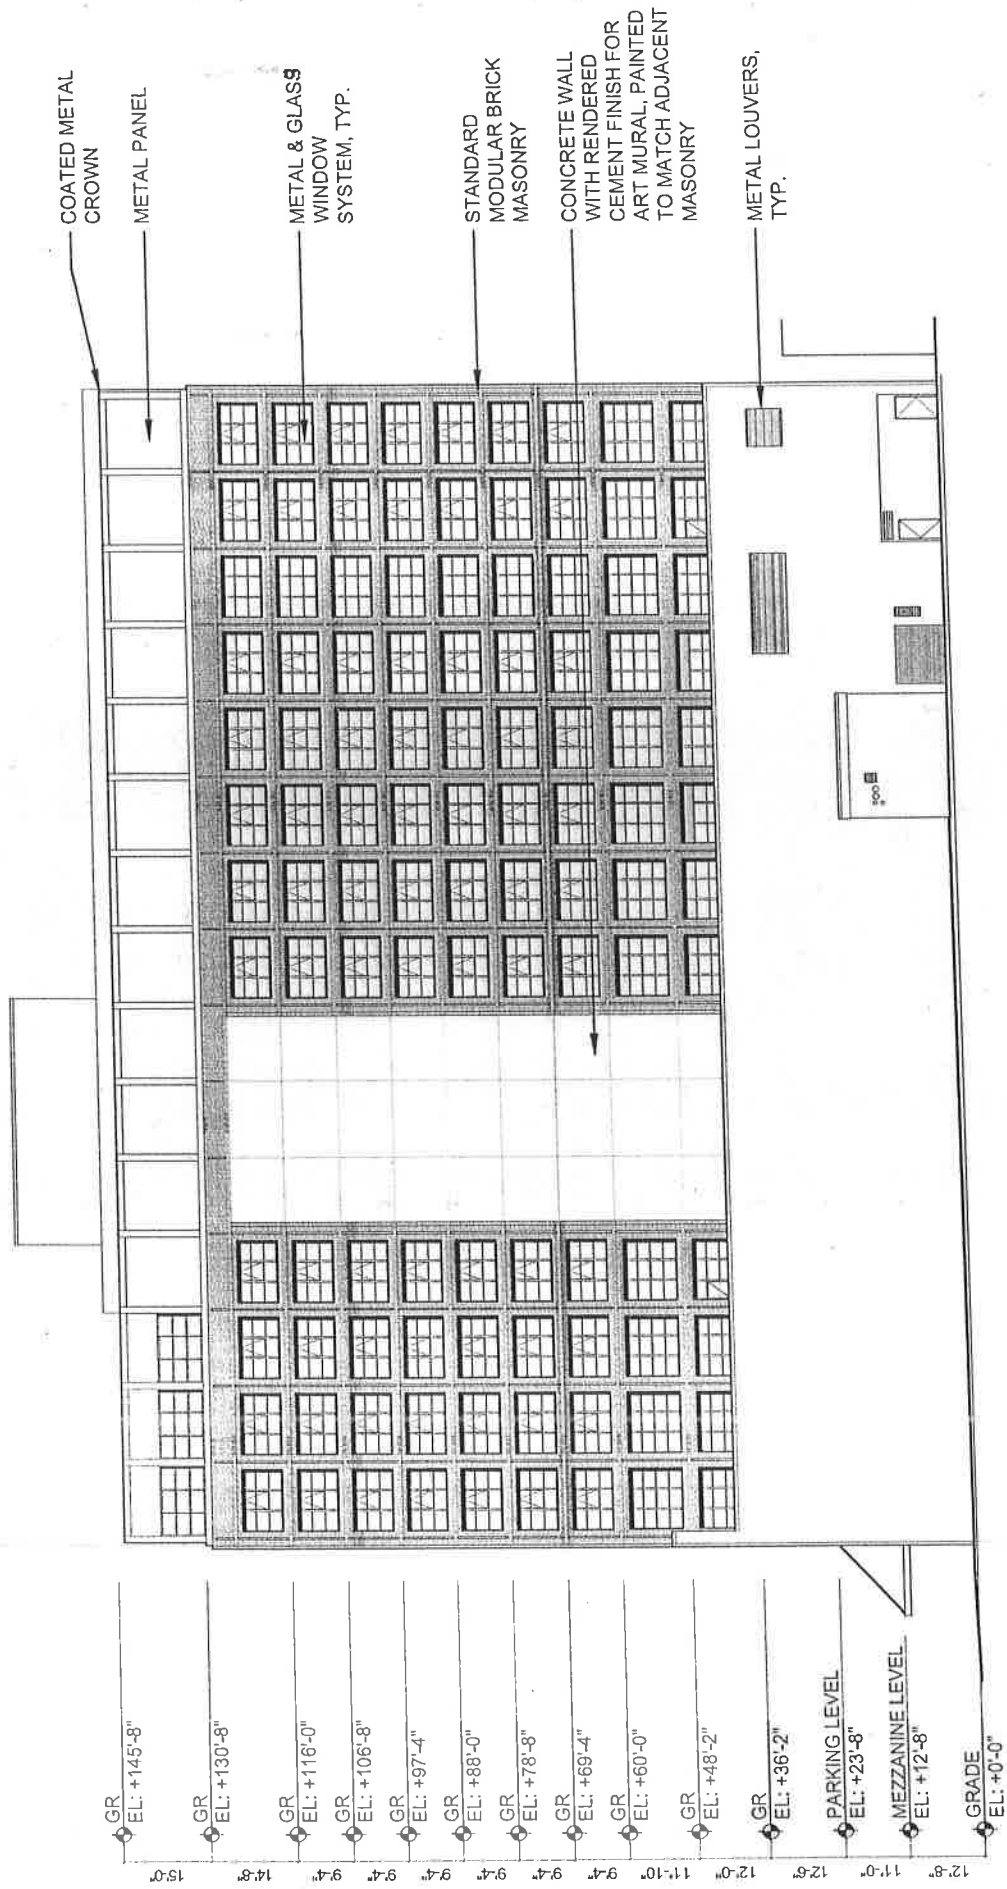 COATED METAL
CROWN
METAL PANEL
METAL & GLASS
WINDOW
SYSTEM, TYP.
STANDARD
MODULAR BRICK
MASONRY
CONCRETE WALL
WITH RENDERED
CEMENT FINISH FOR
ART MURAL, PAINTED
TO MATCH ADJACENT
MASONRY
METAL LOUVERS,
TYP.
GR
EL: +145'-8"
15'-0"
GR
EL: +130'-8"
14'-8"
GR
EL: +116'-0"
9'-4"
GR
EL: +106'-8"
9'-4"
GR
EL: +97'-4"
9'-4"
GR
EL: +88'-0"
9'-4"
GR
EL: +78'-8"
9'-4"
GR
EL: +69'-4"
9'-4"
GR
EL: +60'-0"
11'-10"
GR
EL: +48'-2"
12'-0"
GR
EL: +36'-2"
12'-6"
PARKING LEVEL
EL: +23'-8"
11'-0"
MEZZANINE LEVEL
EL: +12'-8"
12'-8"
GRADE
EL: +0'-0"